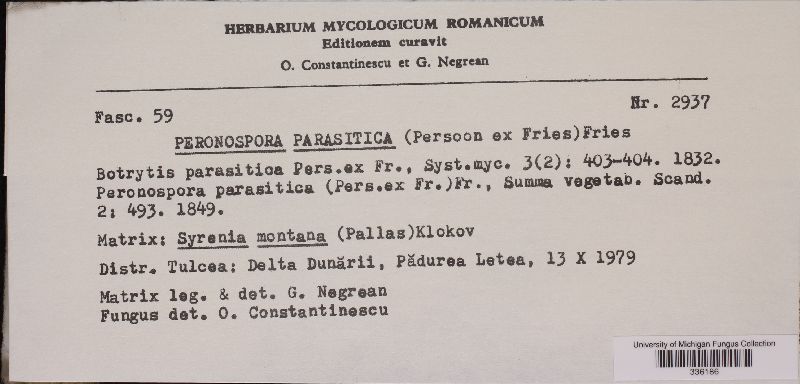 HERBARIUM MYCOLOGICUM ROMANICUM
Editionem curavit
O. Constantinescu et G. Negrean
Fasc. 59
Nr. 2937
PERONOSPORA PARASITICA (Persoon ex Fries)Fries
Botrytis parasitica Pers.ex Fr., Syst.myc. 3(2): 403-404. 1832.
Peronospora parasitica (Pers.ex Fr.)Fr., Summa vegetab. Scand.
2: 493. 1849.
Matrix: Syrenia montana (Pallas)Klokov
Distr. Tulcea: Delta Dunării, Pădurea Letea, 13 X 1979
Matrix leg. & det. G. Negrean
Fungus det. O. Constantinescu
University of Michigan Fungus Collection
336186